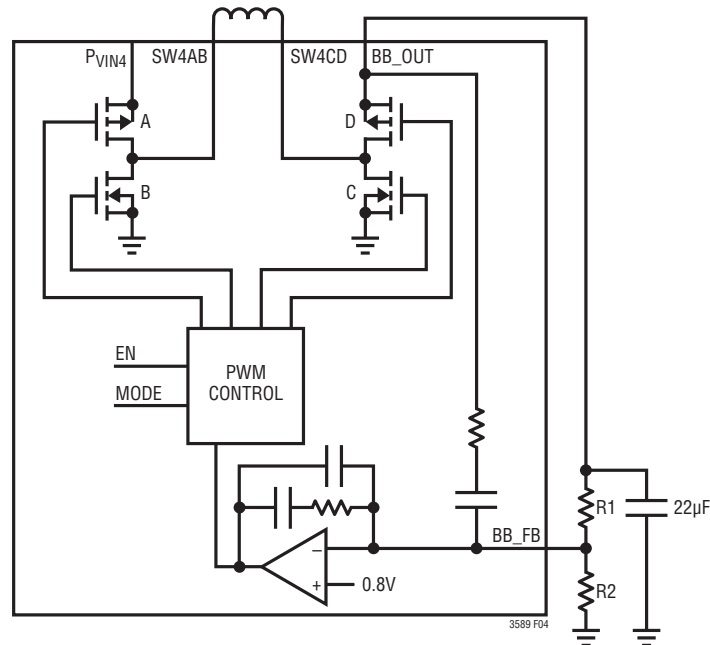 PVIN4 SW4AB SW4CD BB_OUT
A D
B C
EN
MODE
PWM
CONTROL
R1 22µF
BB_FB
–
+ 0.8V
R2
3589 F04